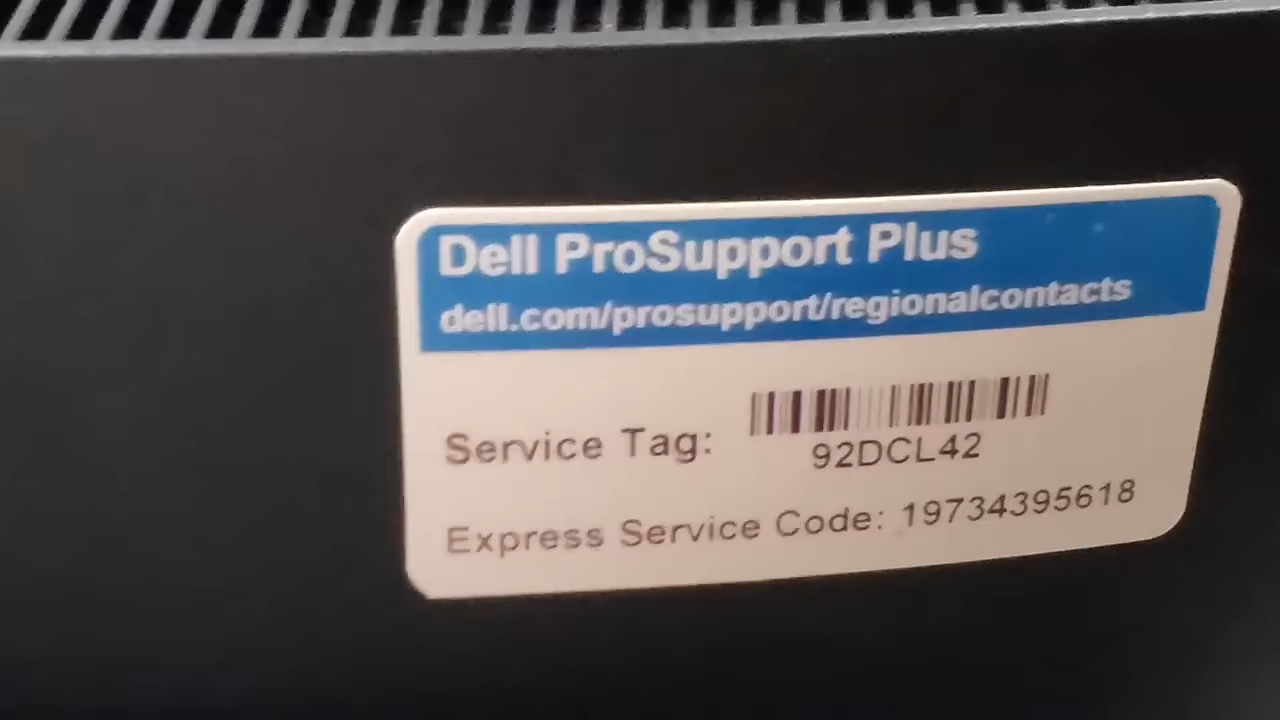 Dell ProSupport Plus
dell.com/prosupport/regionalcontacts
Service Tag:
92DCL42
Express Service Code: 19734395618